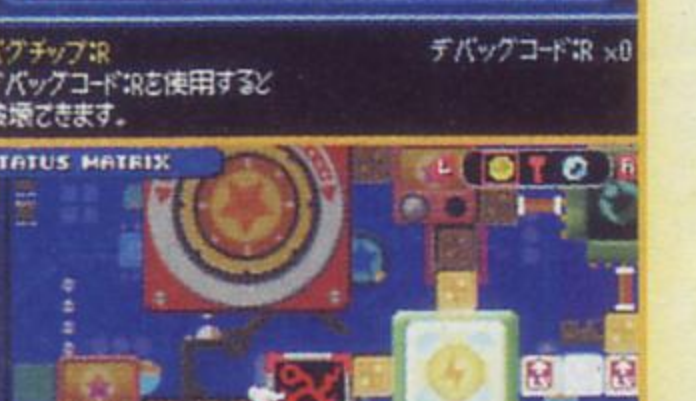 グチップ:R
デバッグコード:R ×0
バッグコード:Rを使用すると
壊できます。
TATUS MATRIX
L
R